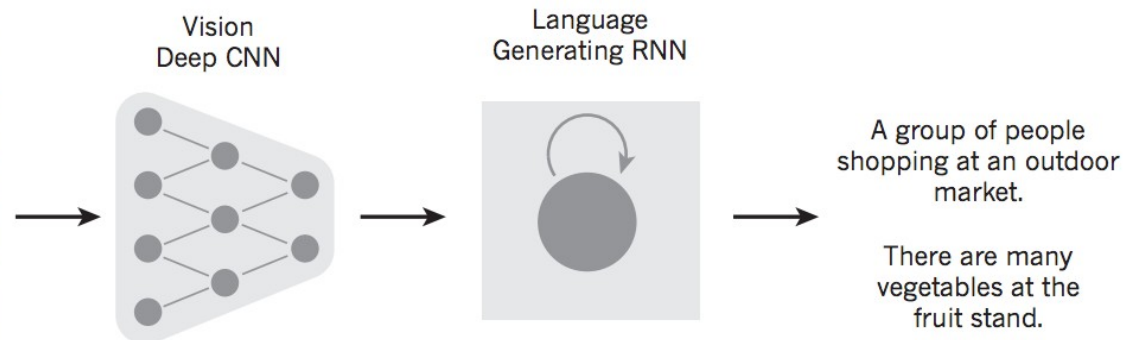 Vision
Deep CNN
Language
Generating RNN
A group of people
shopping at an outdoor
market.
There are many
vegetables at the
fruit stand.